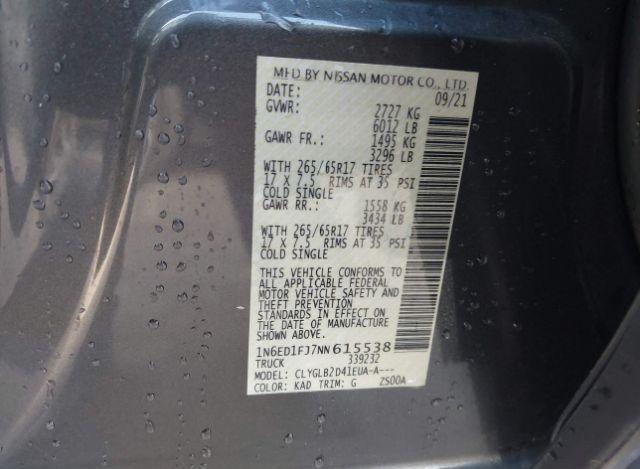 MFD BY NISSAN MOTOR CO., LTD.
DATE: 09/21
GVWR: 2727 KG
6012 LB
GAWR FR.: 1495 KG
3296 LB
WITH 265/65R17 TIRES
17 X 7.5 RIMS AT 35 PSI
COLD SINGLE
GAWR RR.: 1558 KG
3434 LB
WITH 265/65R17 TIRES
17 X 7.5 RIMS AT 35 PSI
COLD SINGLE
THIS VEHICLE CONFORMS TO
ALL APPLICABLE FEDERAL
MOTOR VEHICLE SAFETY AND
THEFT PREVENTION
STANDARDS IN EFFECT ON
THE DATE OF MANUFACTURE
SHOWN ABOVE.
1N6ED1FJ7NN615538
TRUCK 339232
MODEL: CLYGLB2D41EUA-A---
COLOR: KAD TRIM: G ZS00A